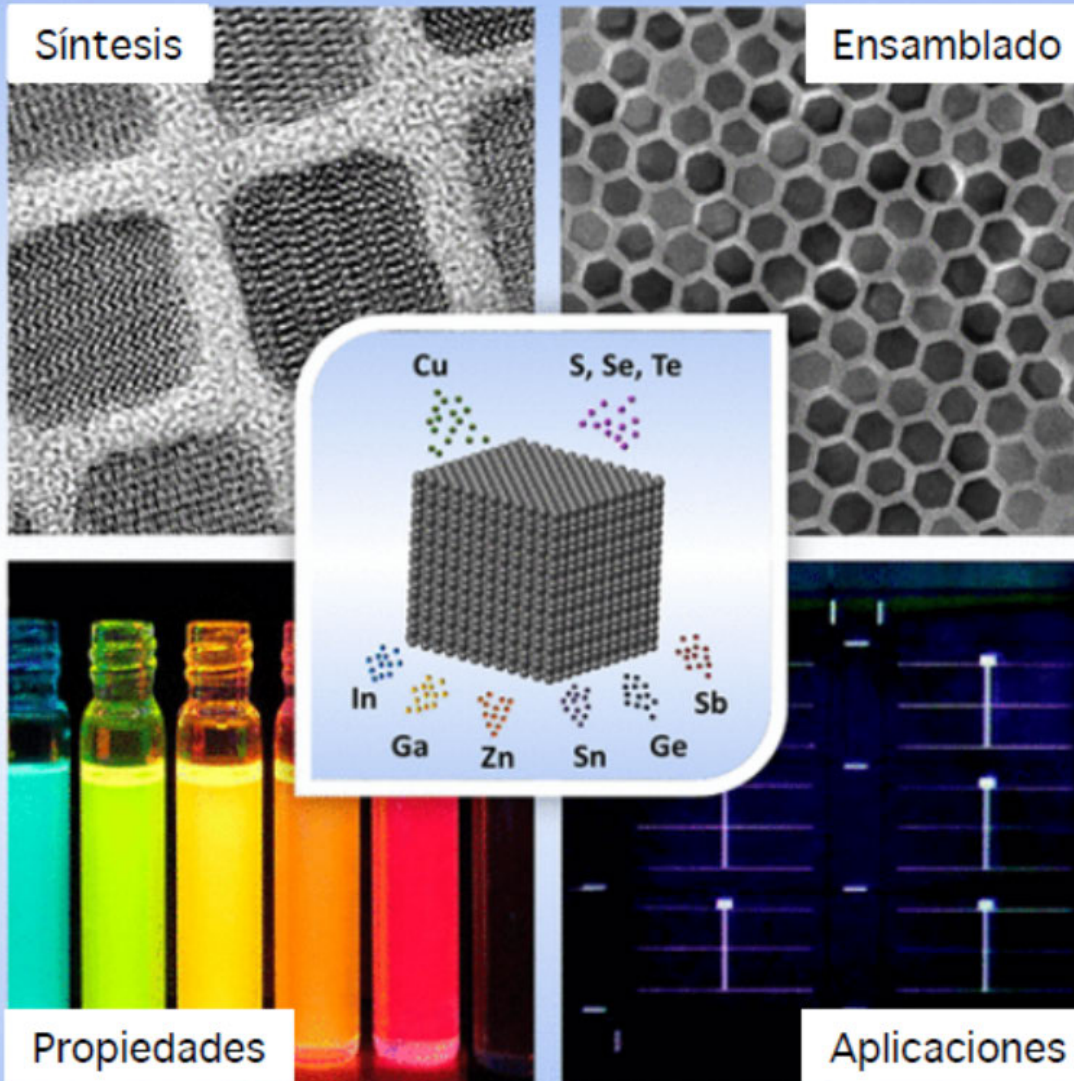 Síntesis
Ensamblado
Cu
S, Se, Te
In
Ga
Zn
Sn
Ge
Sb
Propiedades
Aplicaciones